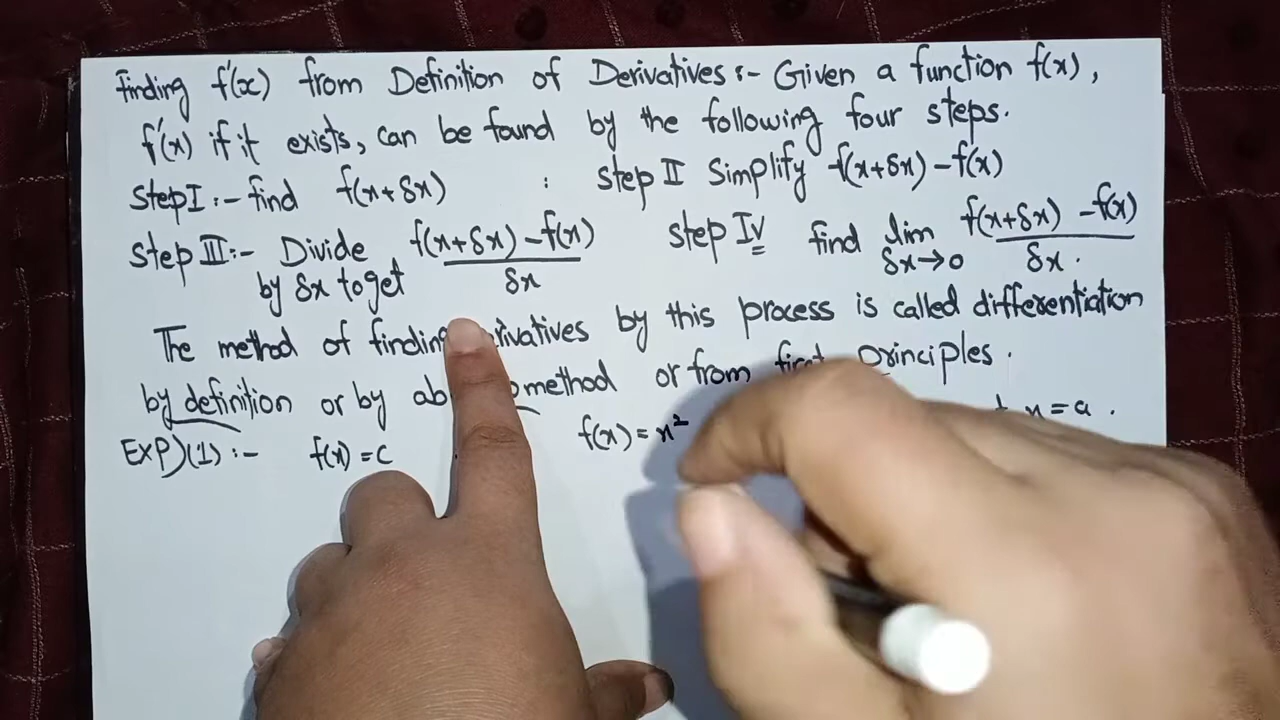 Finding f'(x) from Definition of Derivatives:- Given a function f(x),
f'(x) if it exists, can be found by the following four steps.
Step I:- find f(x+δx) : step II Simplify f(x+δx)-f(x)
Step III:- Divide by δx to get f(x+δx)-f(x) / δx step IV find lim δx→0 f(x+δx)-f(x) / δx.
The method of finding by this process is called differentiation
by definition or by method or from principles.
EXP)(1):- f(x)=c f(x)=x² x=a.